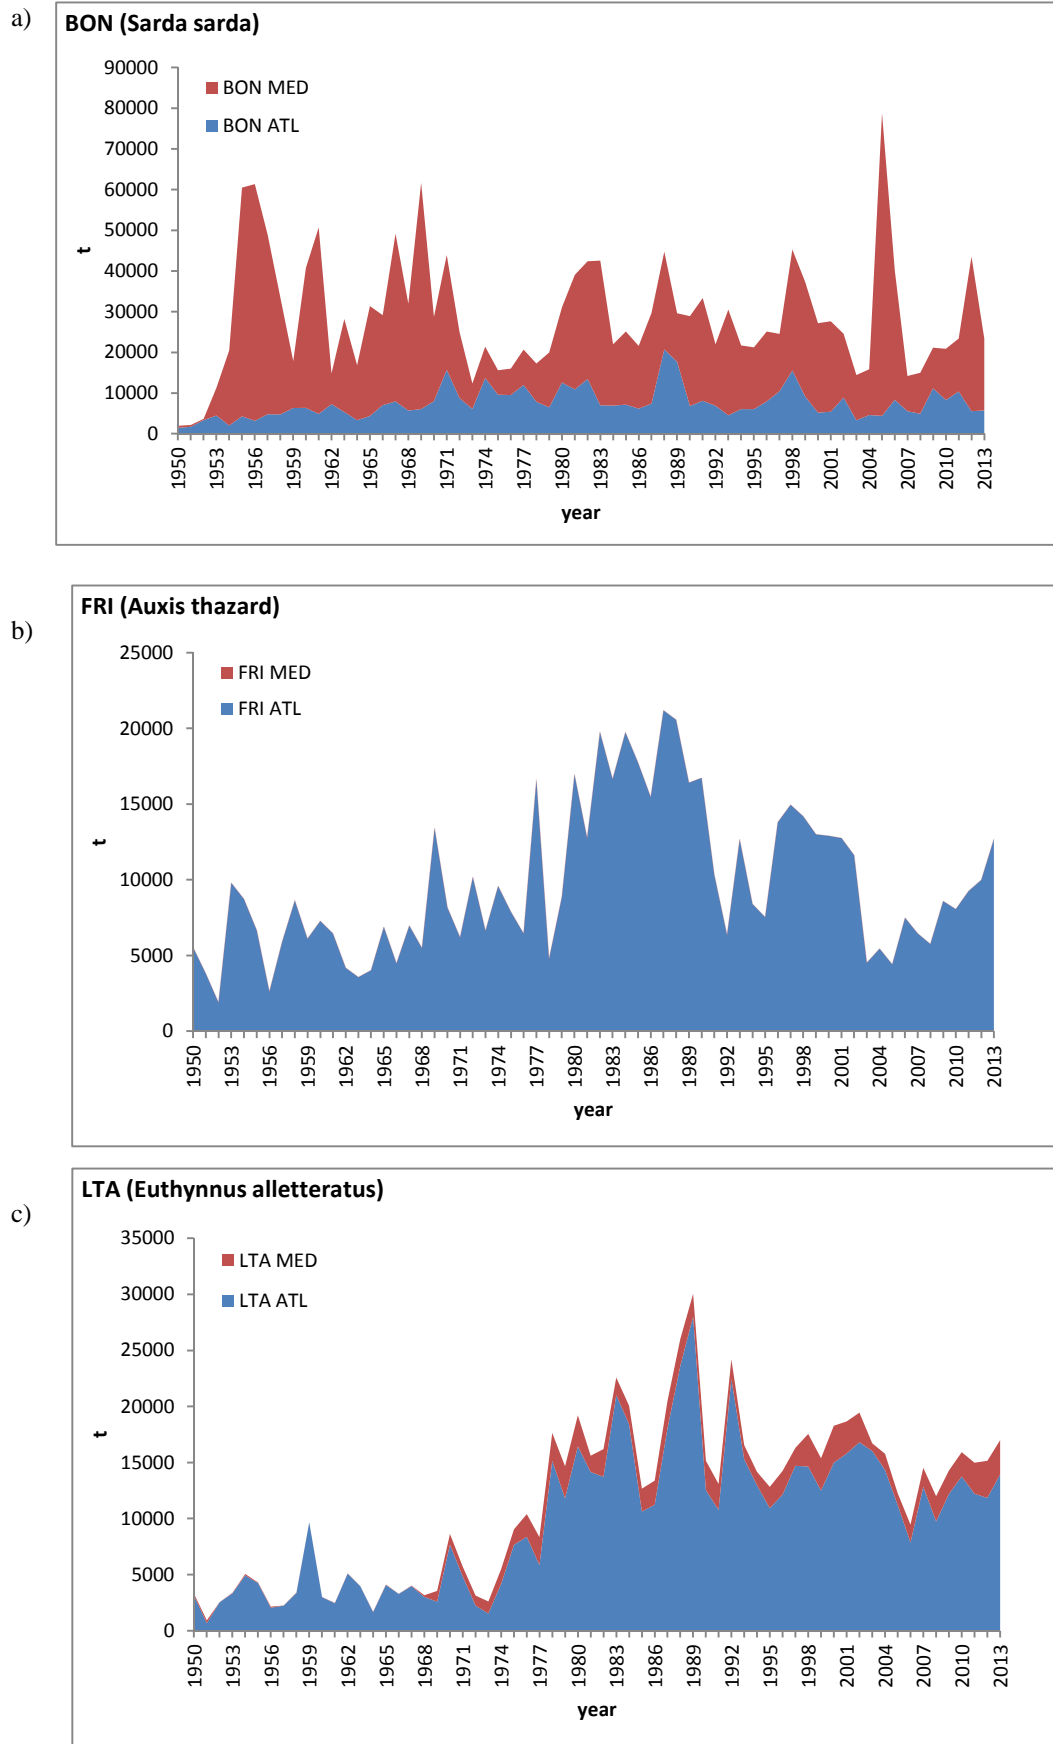 a)
BON (Sarda sarda)
90000
80000
70000
60000
50000
40000
30000
20000
10000
0
t
BON MED
BON ATL
1950 1953 1956 1959 1962 1965 1968 1971 1974 1977 1980 1983 1986 1989 1992 1995 1998 2001 2004 2007 2010 2013
year
b)
FRI (Auxis thazard)
25000
20000
15000
10000
5000
0
t
FRI MED
FRI ATL
1950 1953 1956 1959 1962 1965 1968 1971 1974 1977 1980 1983 1986 1989 1992 1995 1998 2001 2004 2007 2010 2013
year
c)
LTA (Euthynnus alletteratus)
35000
30000
25000
20000
15000
10000
5000
0
t
LTA MED
LTA ATL
1950 1953 1956 1959 1962 1965 1968 1971 1974 1977 1980 1983 1986 1989 1992 1995 1998 2001 2004 2007 2010 2013
year